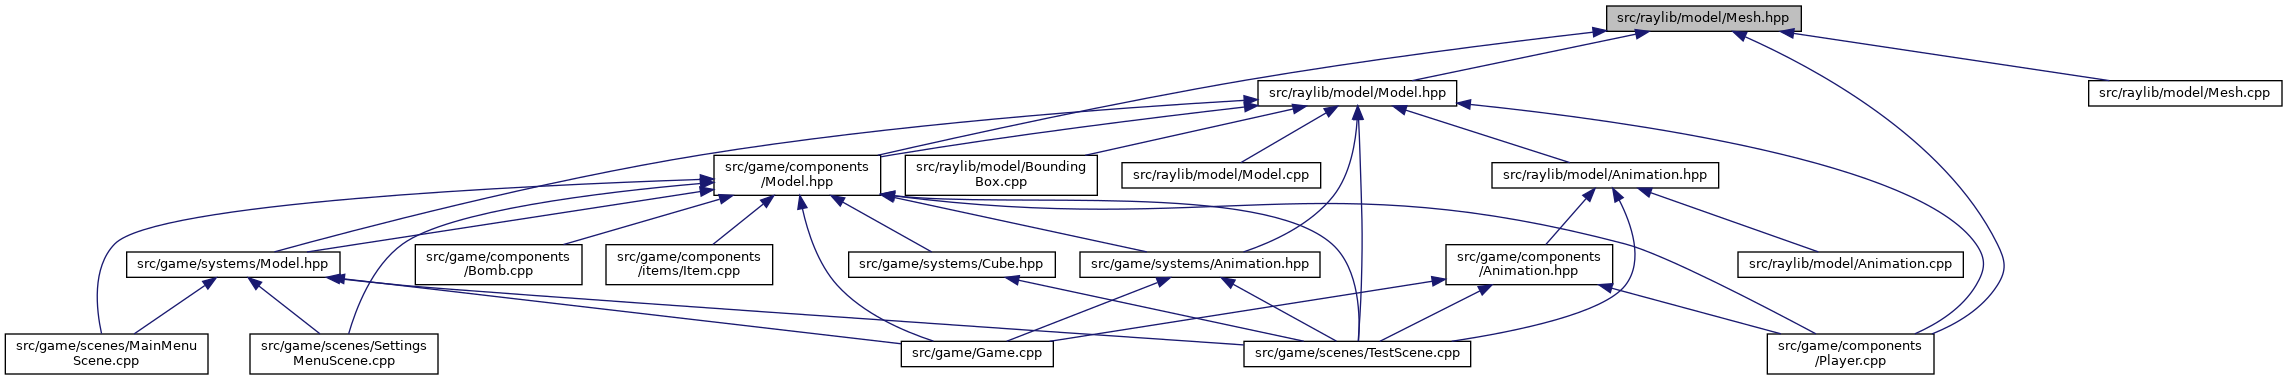 src/raylib/model/Mesh.hpp
src/raylib/model/Model.hpp
src/raylib/model/Mesh.cpp
src/game/components
/Model.hpp
src/raylib/model/Bounding
Box.cpp
src/raylib/model/Model.cpp
src/raylib/model/Animation.hpp
src/game/systems/Model.hpp
src/game/components
/Bomb.cpp
src/game/components
/items/Item.cpp
src/game/systems/Cube.hpp
src/game/systems/Animation.hpp
src/game/components
/Animation.hpp
src/raylib/model/Animation.cpp
src/game/scenes/MainMenu
Scene.cpp
src/game/scenes/Settings
MenuScene.cpp
src/game/Game.cpp
src/game/scenes/TestScene.cpp
src/game/components
/Player.cpp